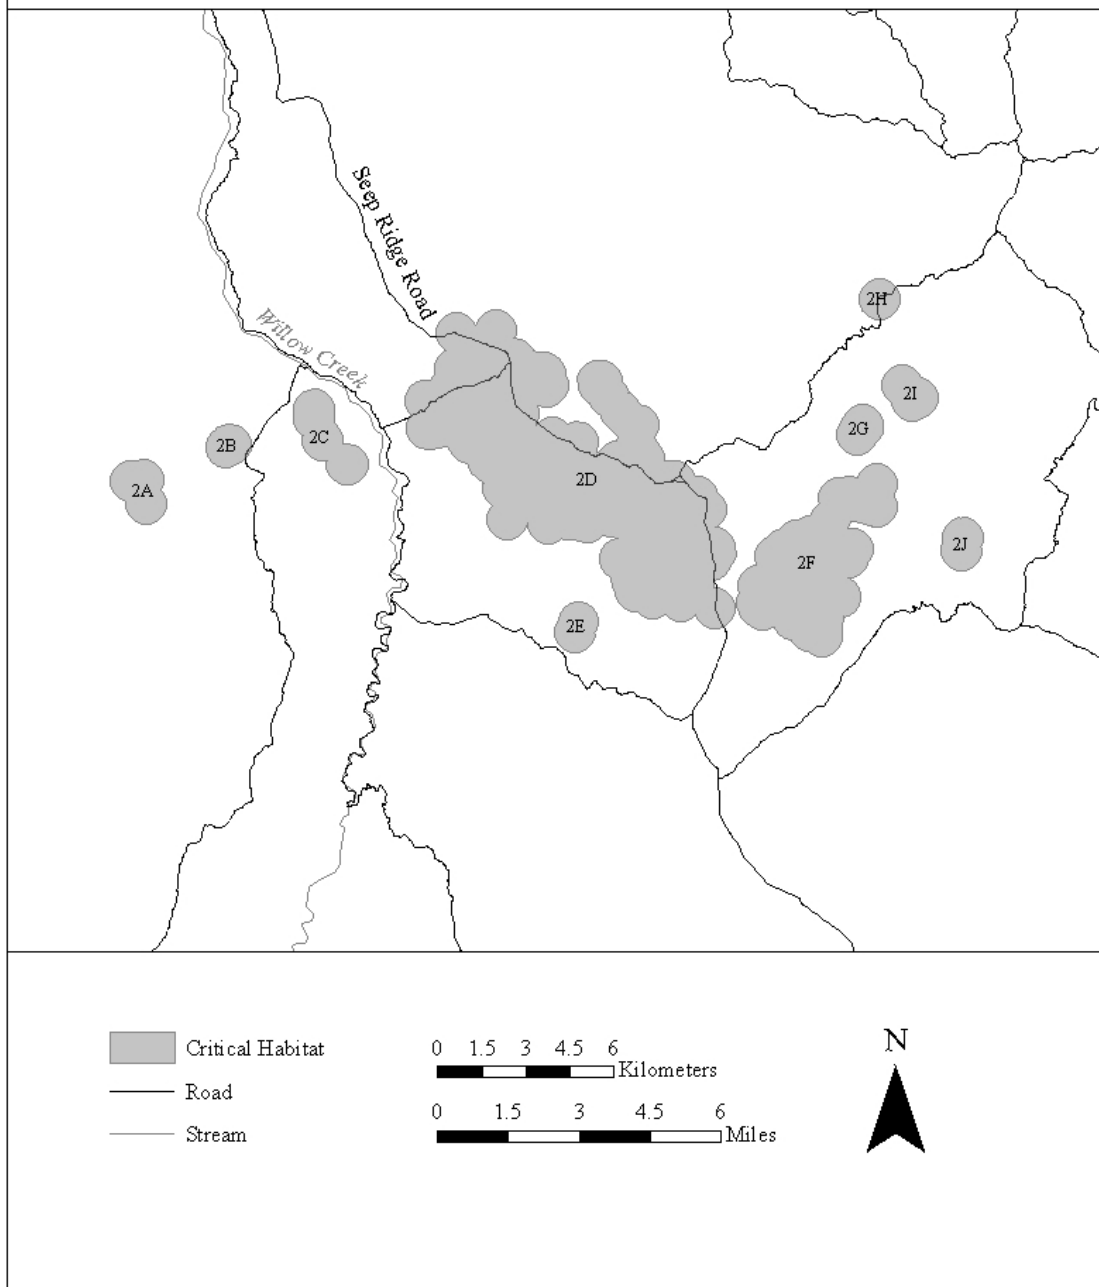 Seep Ridge Road
Willow Creek
2H
2I
2G
2B
2C
2A
2D
2J
2F
2E
Critical Habitat
Road
Stream
0 1.5 3 4.5 6
Kilometers
0 1.5 3 4.5 6
Miles
N